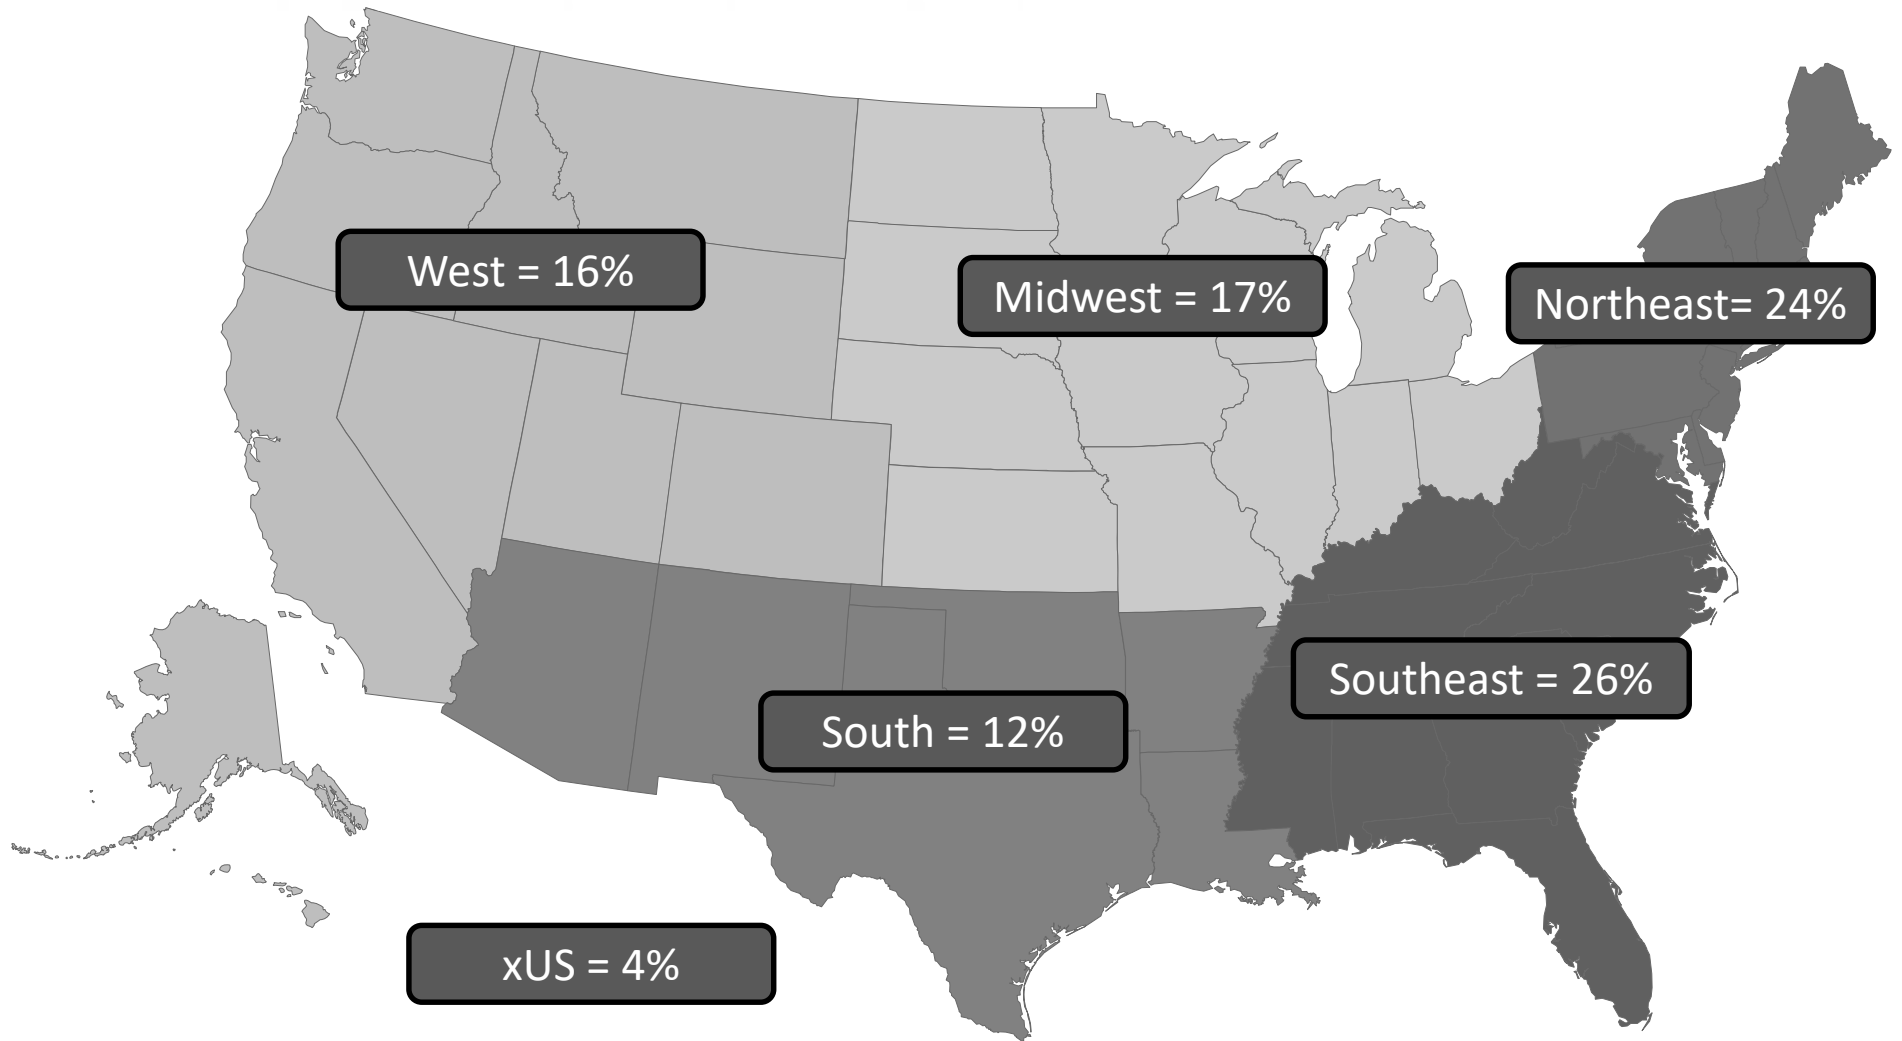 West = 16%
Midwest = 17%
Northeast= 24%
Southeast = 26%
South = 12%
xUS = 4%